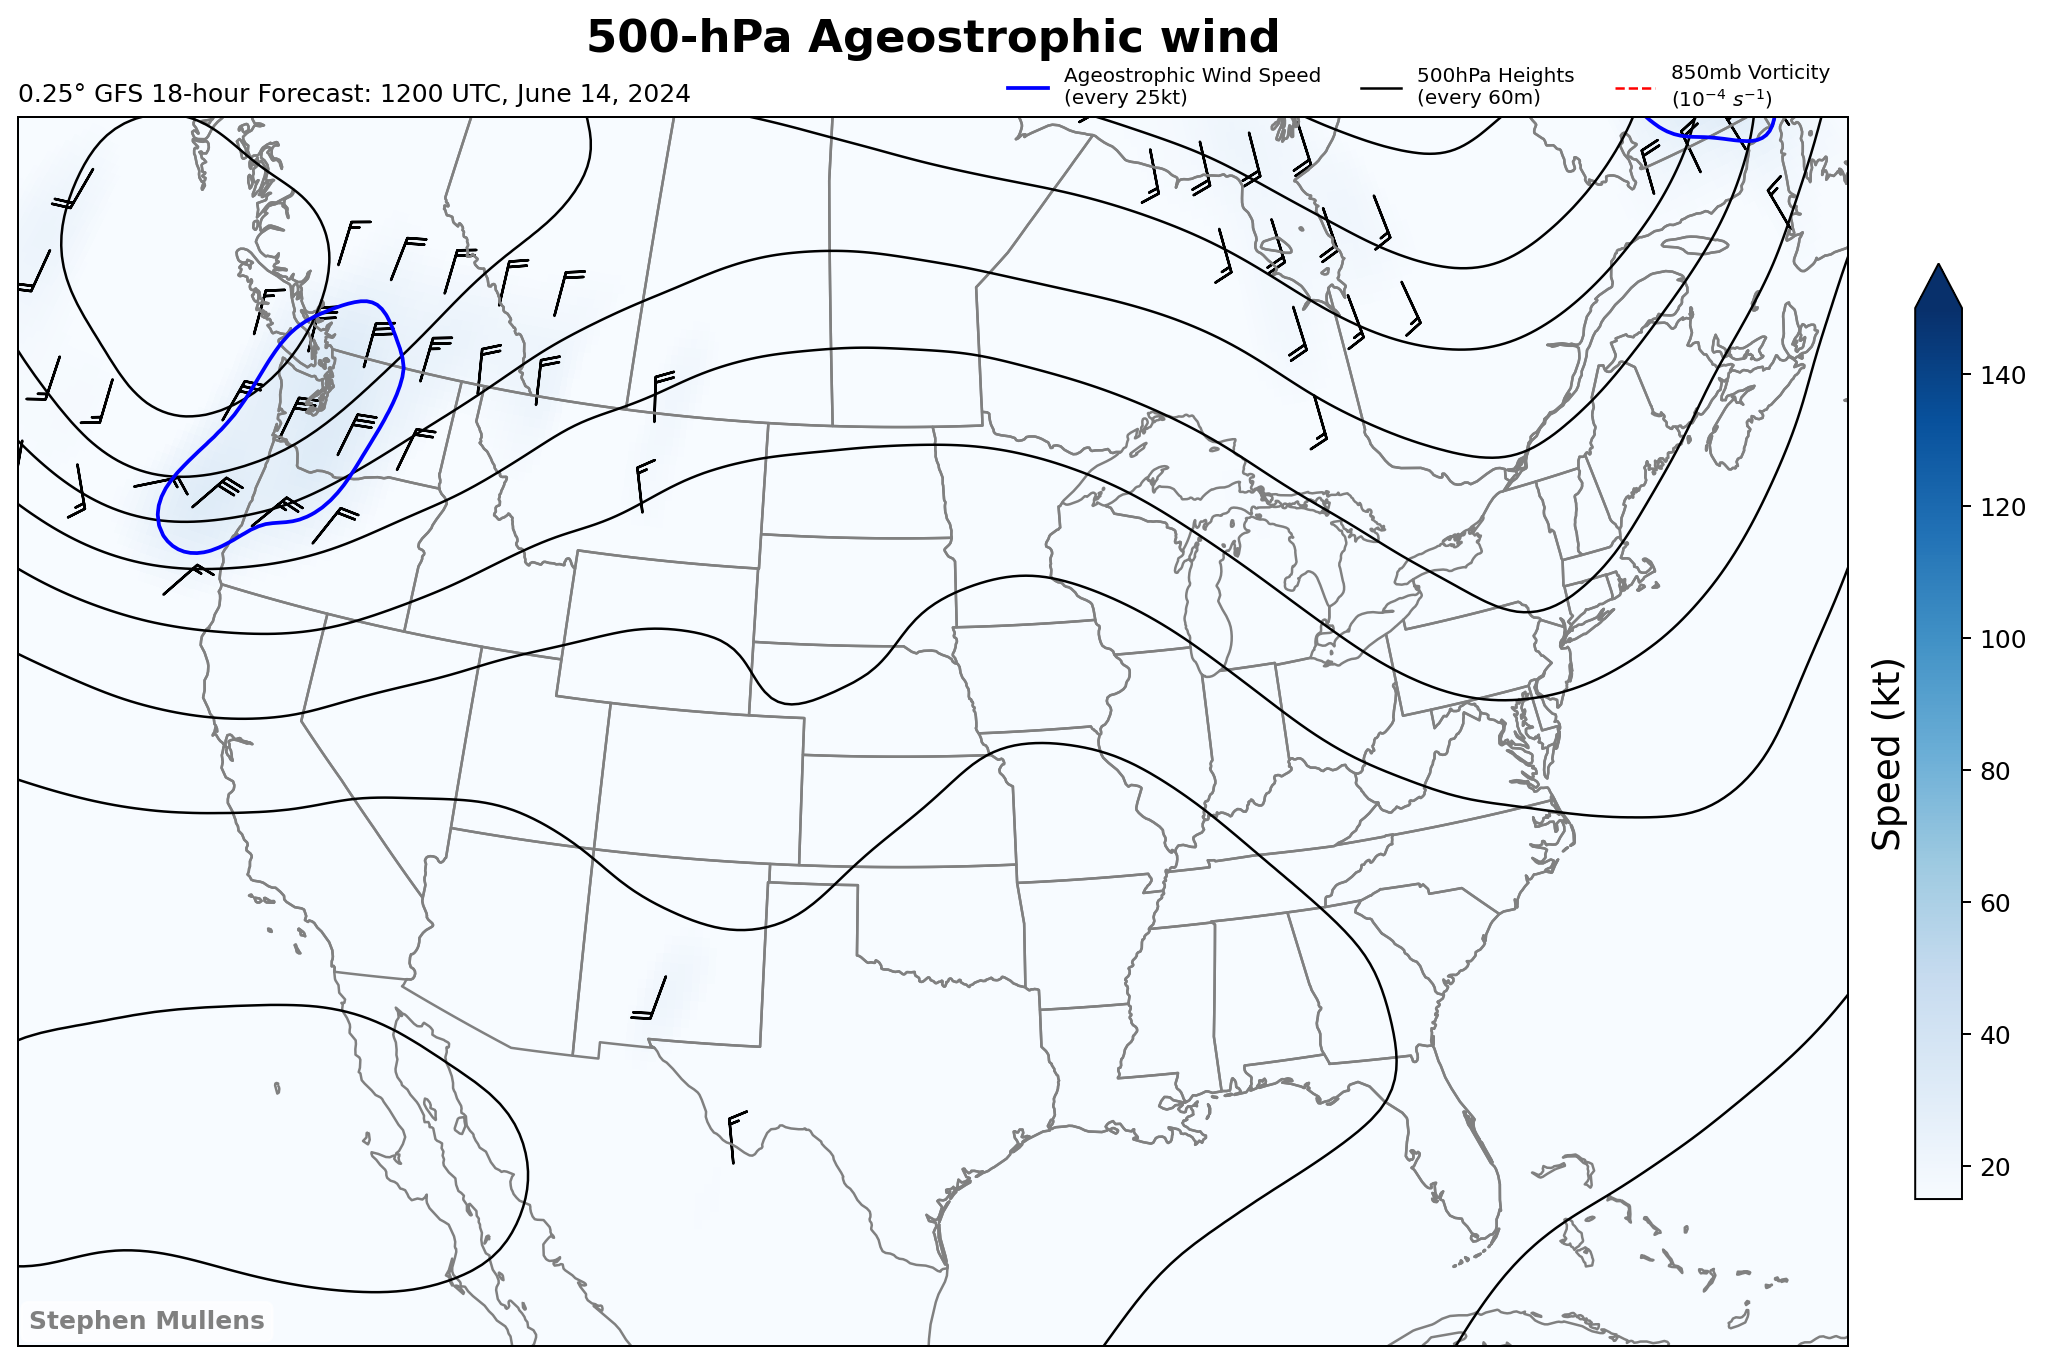 500-hPa Ageostrophic wind
0.25° GFS 18-hour Forecast: 1200 UTC, June 14, 2024
Ageostrophic Wind Speed
(every 25kt)
500hPa Heights
(every 60m)
850mb Vorticity
(10⁻⁴ s⁻¹)
140
120
100
80
60
40
20
Speed (kt)
Stephen Mullens